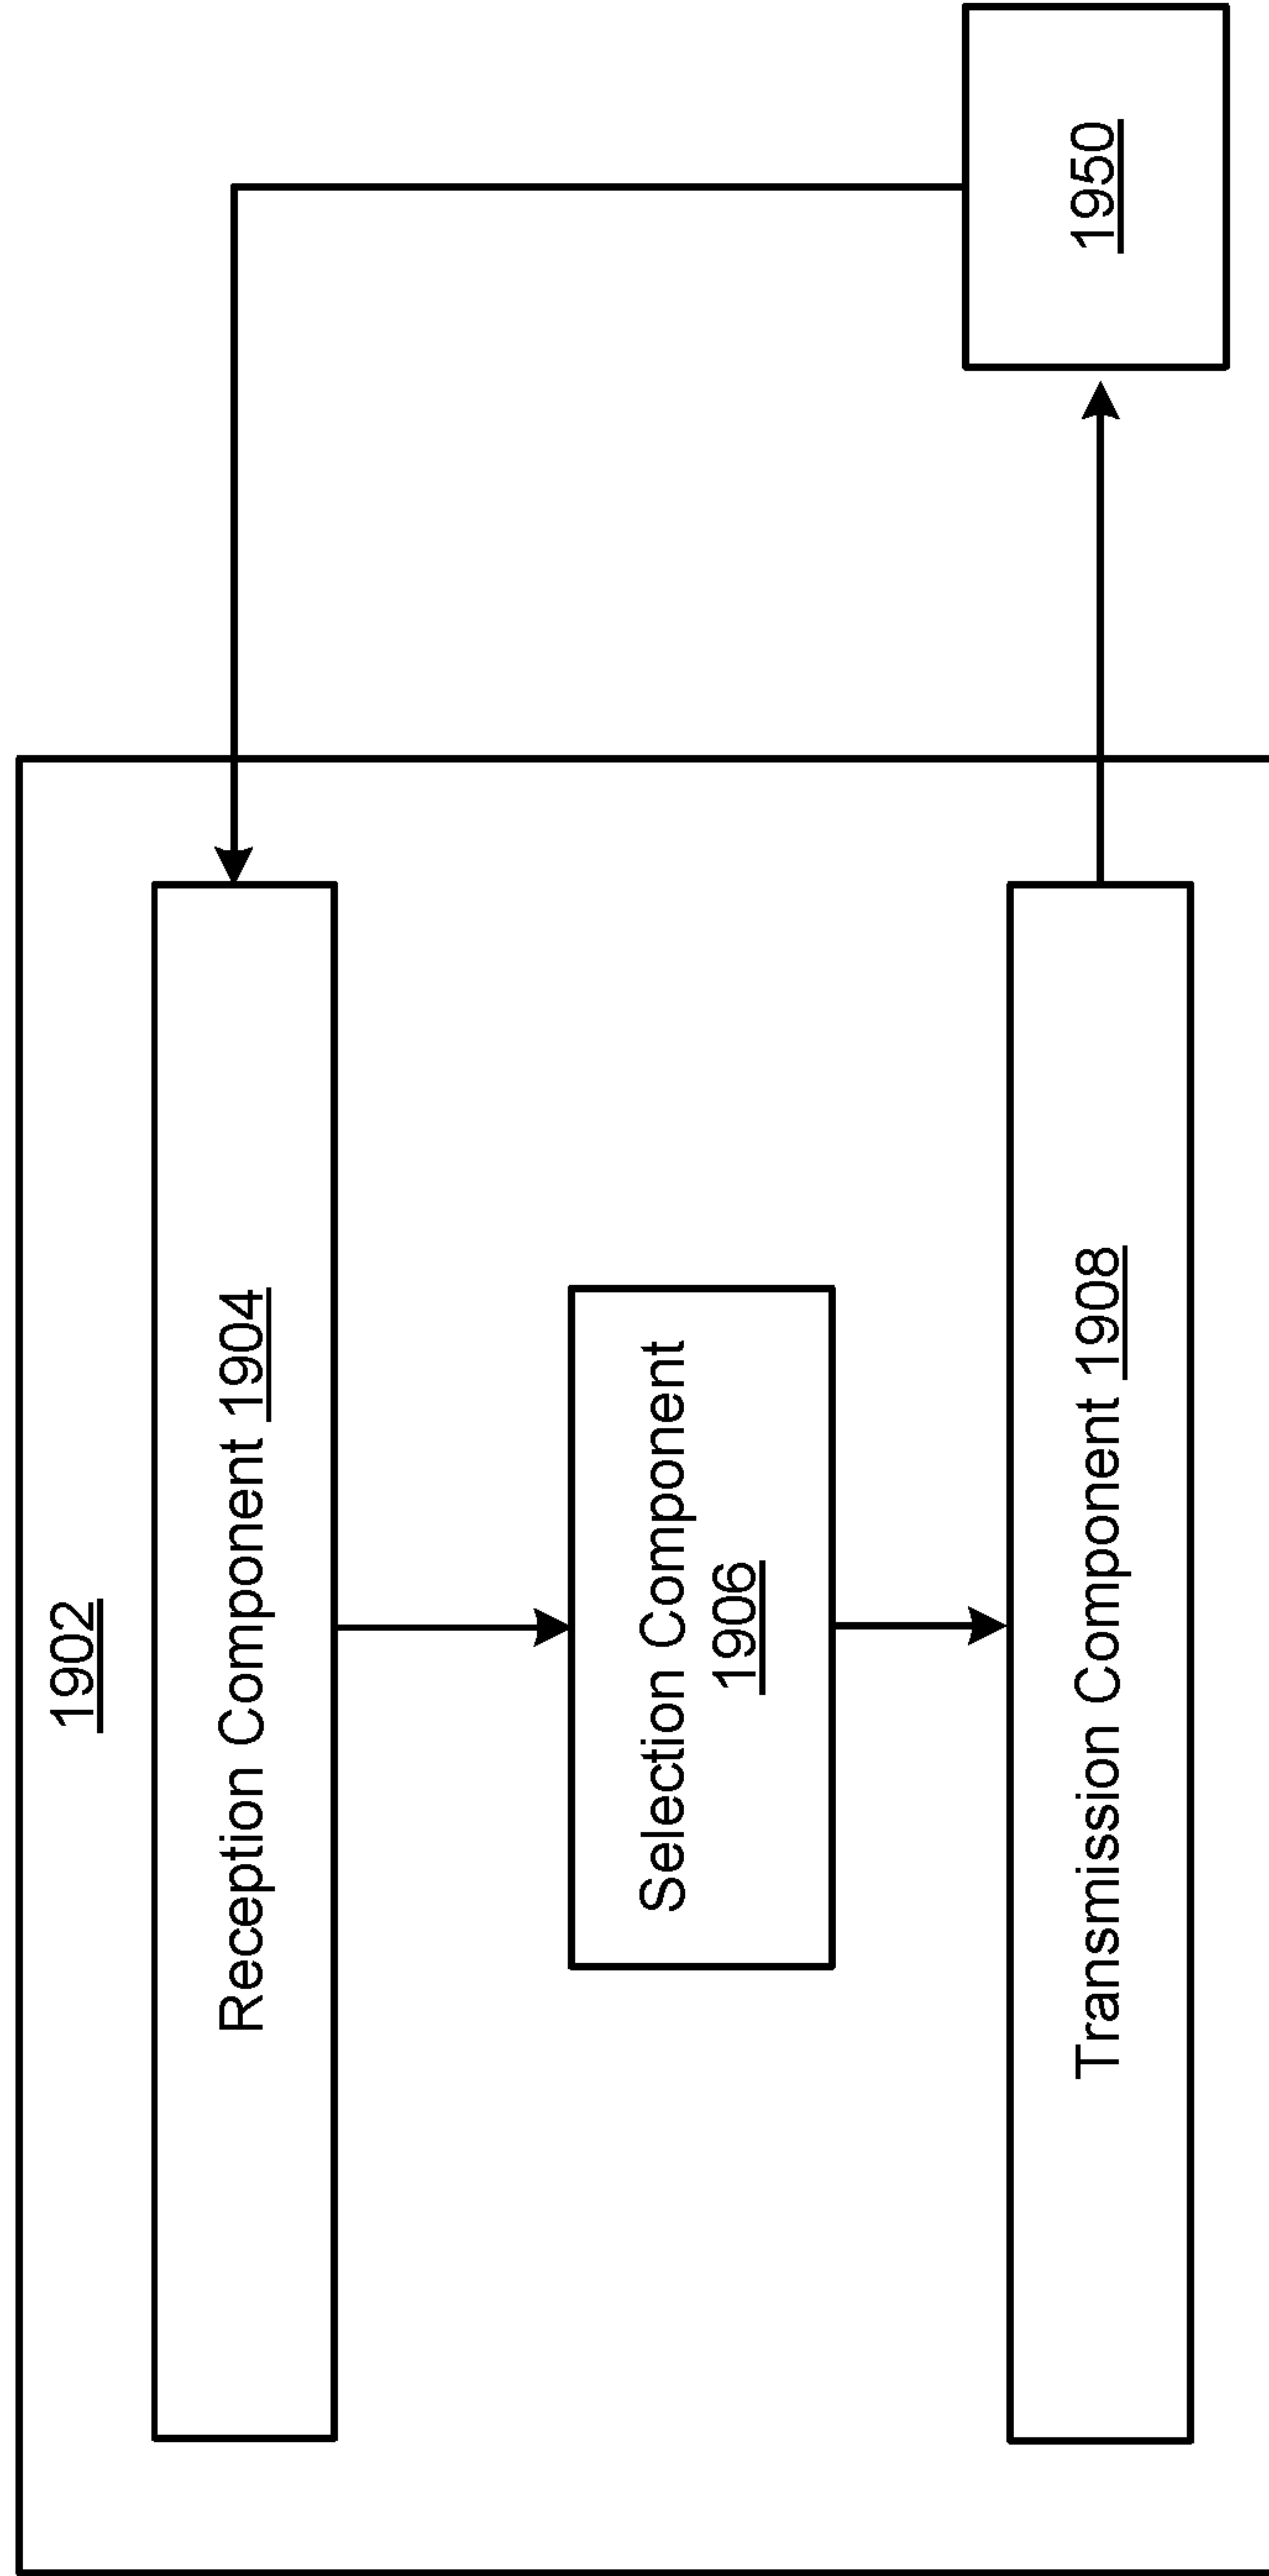 1902
Reception Component 1904
Selection Component
1906
Transmission Component 1908
1950